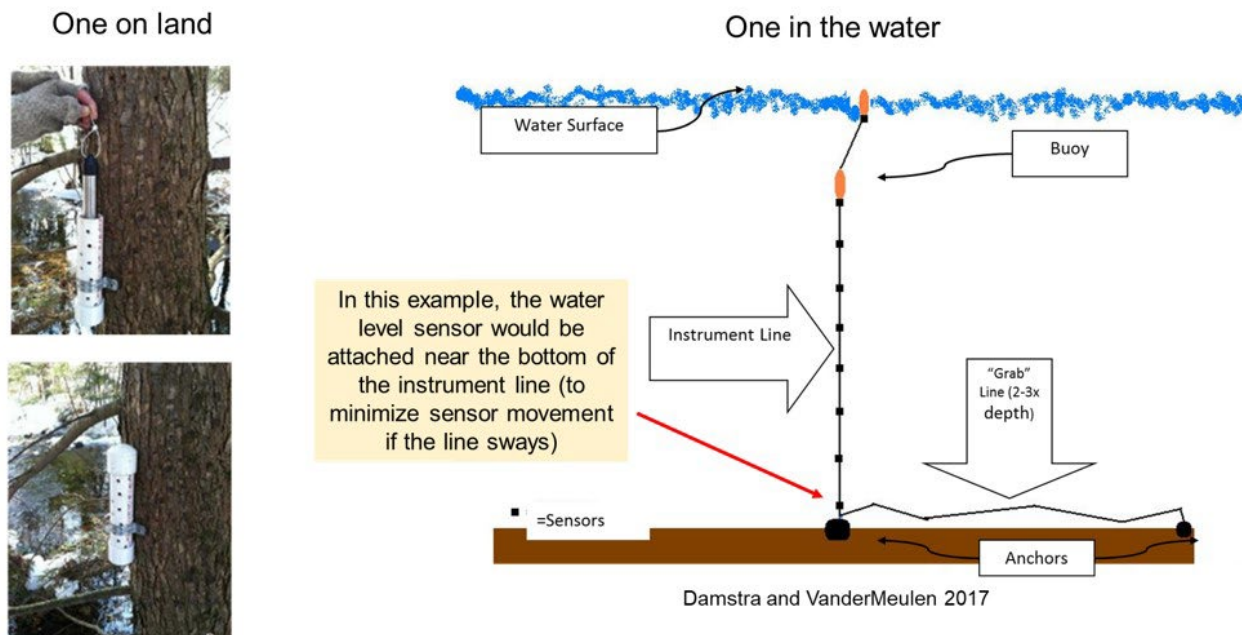 One on land
One in the water
Water Surface
Buoy
In this example, the water
level sensor would be
attached near the bottom of
the instrument line (to
minimize sensor movement
if the line sways)
Instrument Line
"Grab"
Line (2-3x
depth)
=Sensors
Anchors
Damstra and VanderMeulen 2017